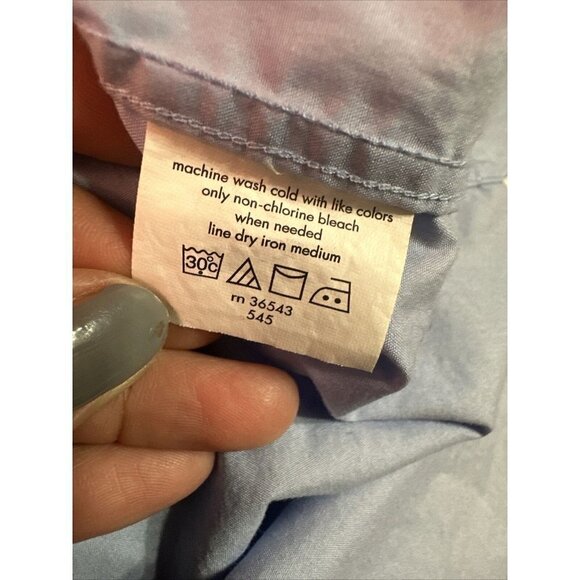 machine wash cold with like colors
only non-chlorine bleach
when needed
line dry iron medium
30°c
rn 36543
545